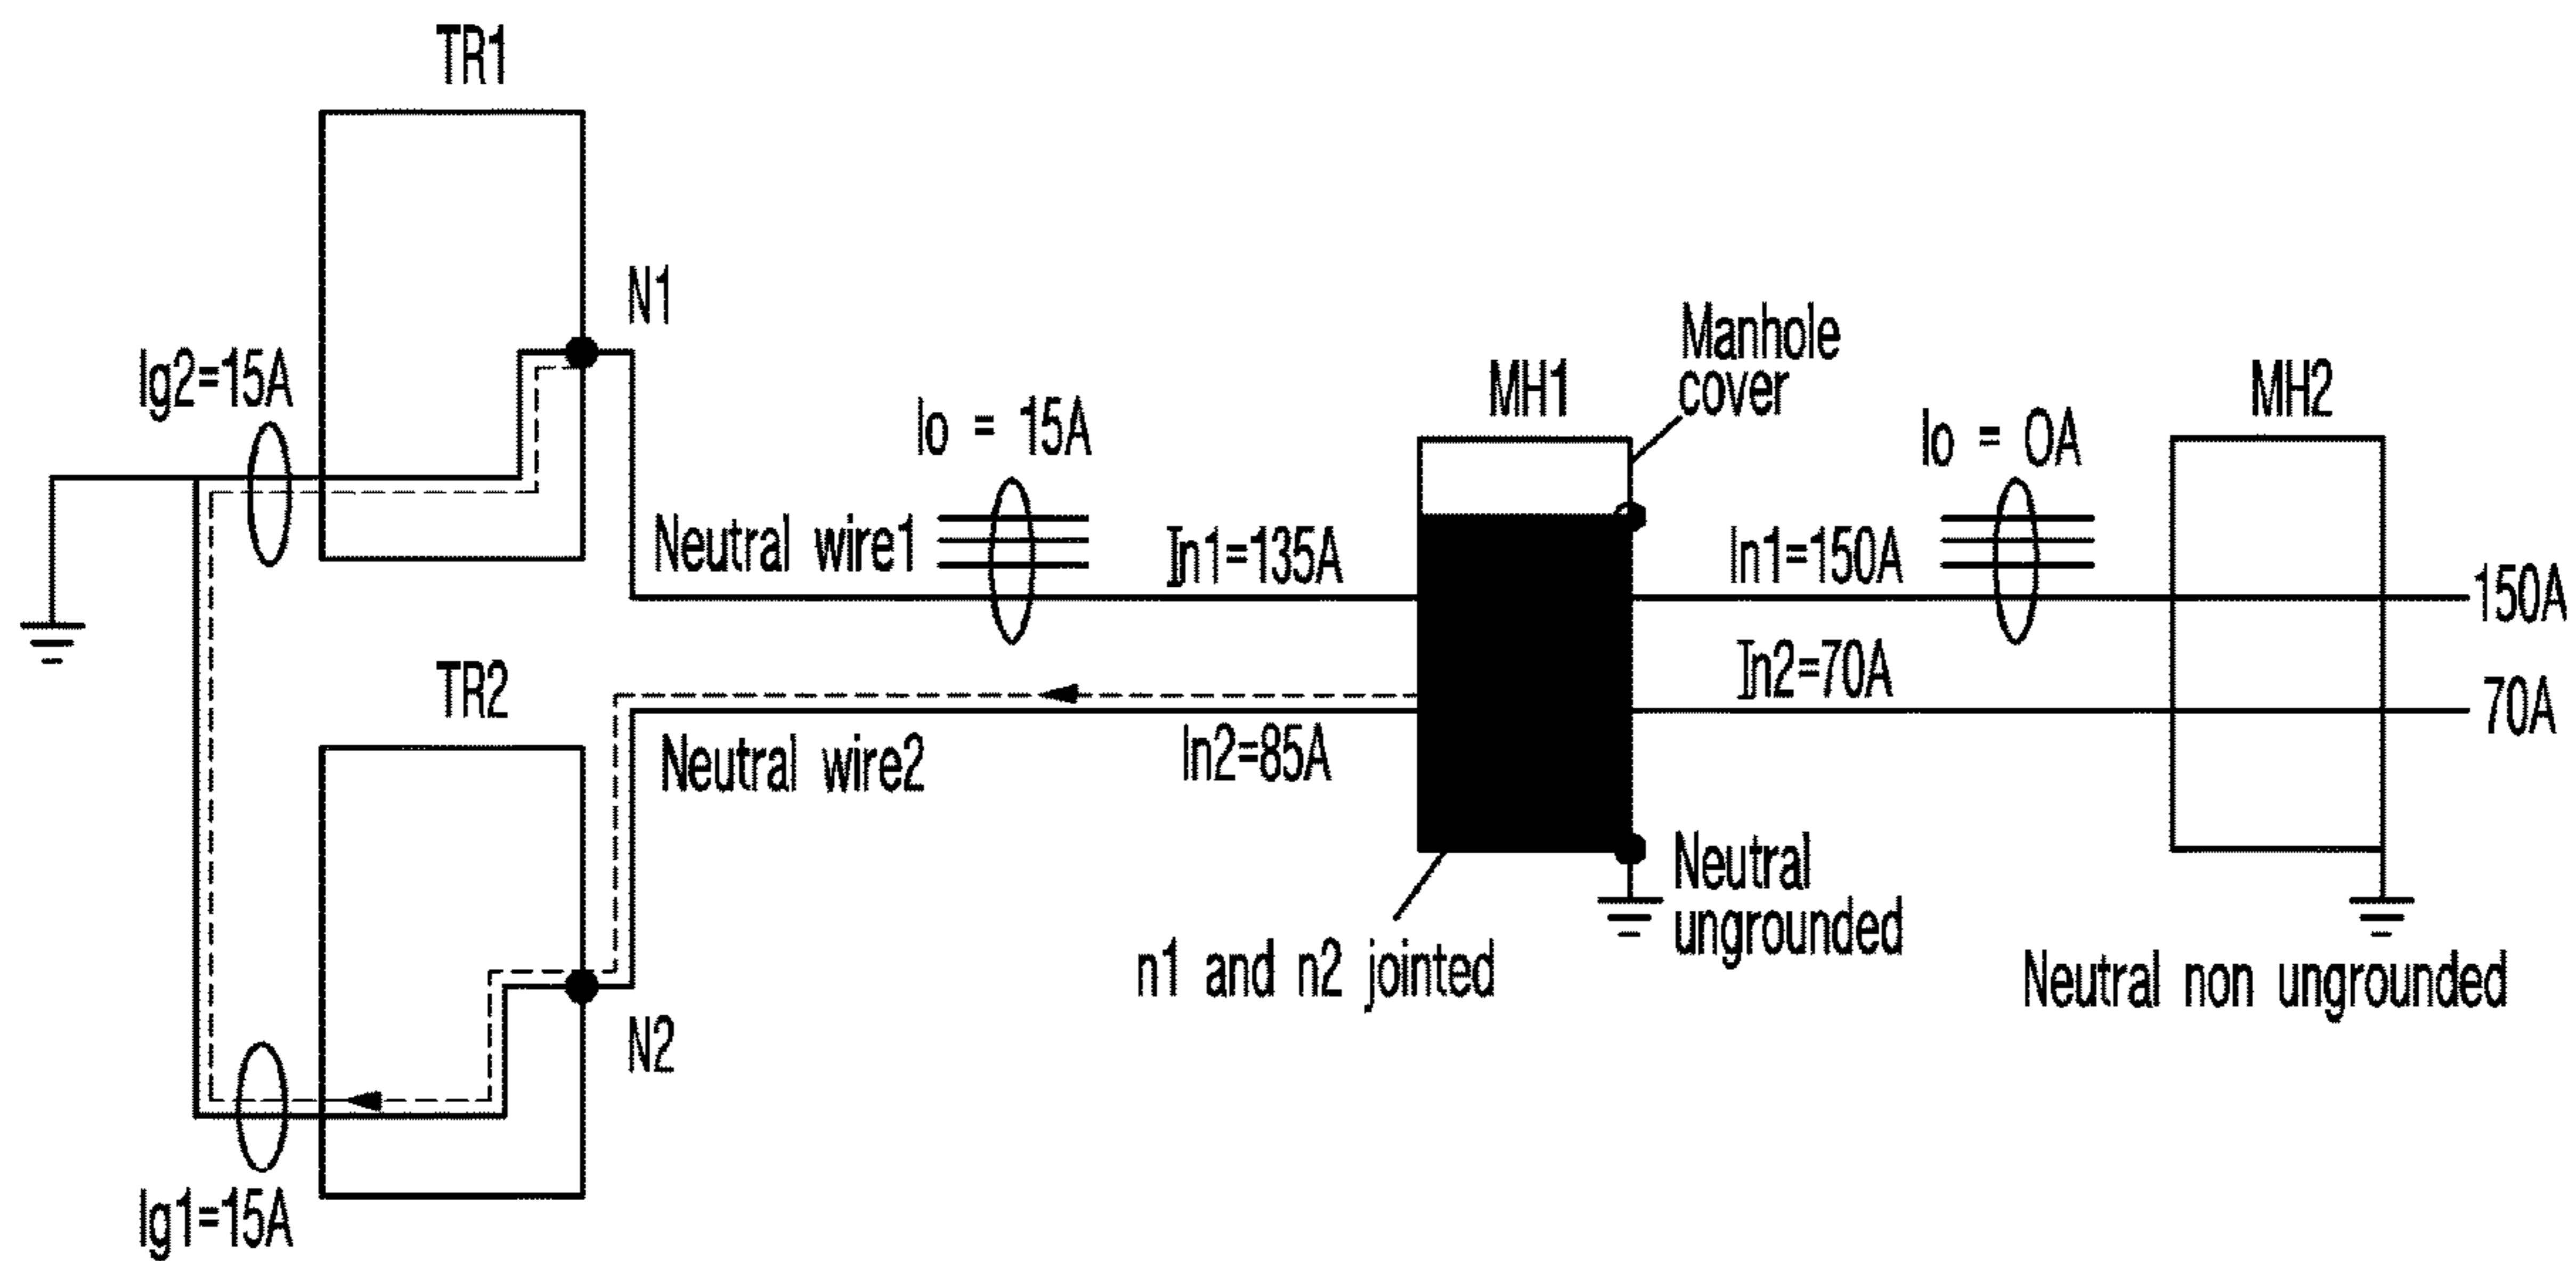 TR1
N1
Ig2=15A
Io = 15A
Neutral wire1
In1=135A
MH1
Manhole
cover
Io = 0A
MH2
In1=150A
150A
In2=70A
70A
TR2
Neutral wire2
In2=85A
N2
Ig1=15A
n1 and n2 jointed
Neutral
ungrounded
Neutral non ungrounded